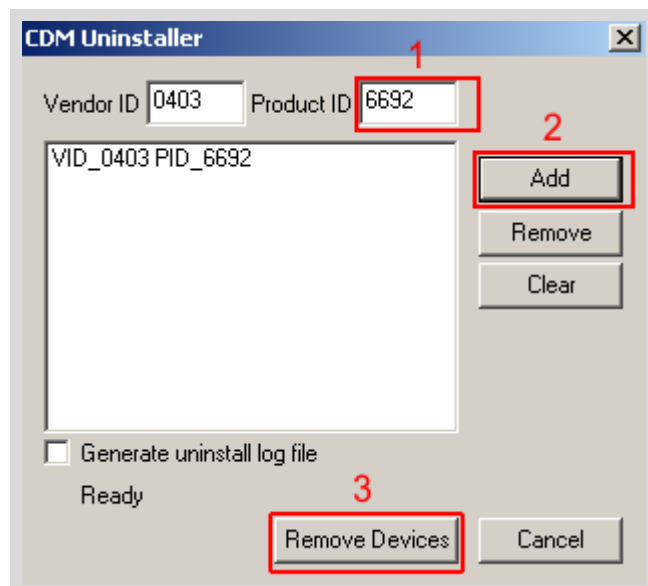 CDM Uninstaller
1
Vendor ID 0403 Product ID 6692
2
VID_0403 PID_6692
Add
Remove
Clear
Generate uninstall log file
Ready
3
Remove Devices Cancel